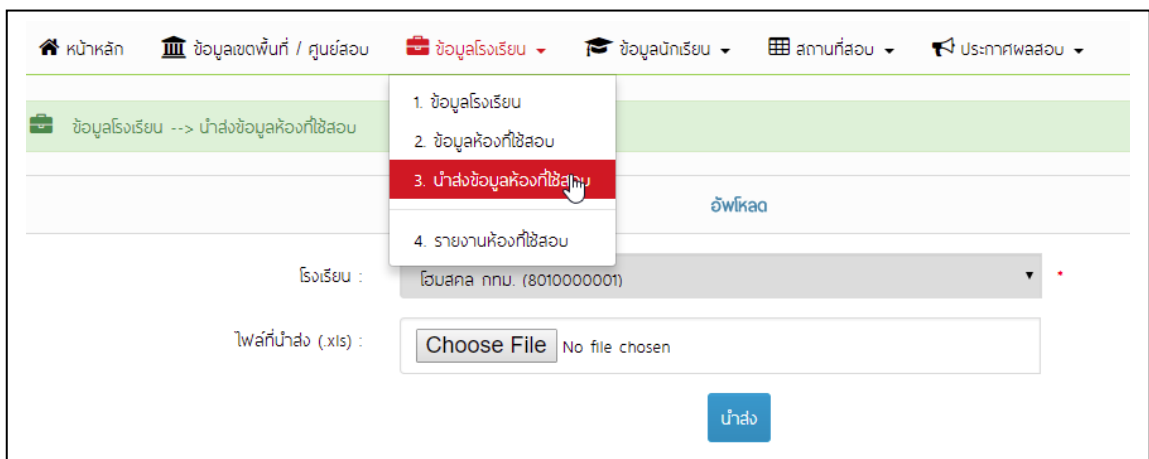 หน้าหลัก ข้อมูลเขตพื้นที่ / ศูนย์สอบ ข้อมูลโรงเรียน ข้อมูลนักเรียน สถานที่สอบ ประกาศผลสอบ
ข้อมูลโรงเรียน --> นำส่งข้อมูลห้องที่ใช้สอบ
1. ข้อมูลโรงเรียน
2. ข้อมูลห้องที่ใช้สอบ
3. นำส่งข้อมูลห้องที่ใช้สอบ
4. รายงานห้องที่ใช้สอบ
อัพโหลด
โรงเรียน : โฮมสคูล กทม. (8010000001) *
ไฟล์ที่นำส่ง (.xls) : Choose File No file chosen
นำส่ง